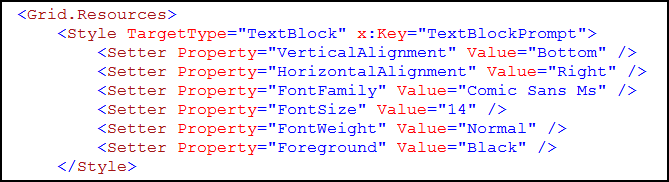 <Grid.Resources>
<Style TargetType="TextBlock" x:Key="TextBlockPrompt">
<Setter Property="VerticalAlignment" Value="Bottom" />
<Setter Property="HorizontalAlignment" Value="Right" />
<Setter Property="FontFamily" Value="Comic Sans Ms" />
<Setter Property="FontSize" Value="14" />
<Setter Property="FontWeight" Value="Normal" />
<Setter Property="Foreground" Value="Black" />
</Style>